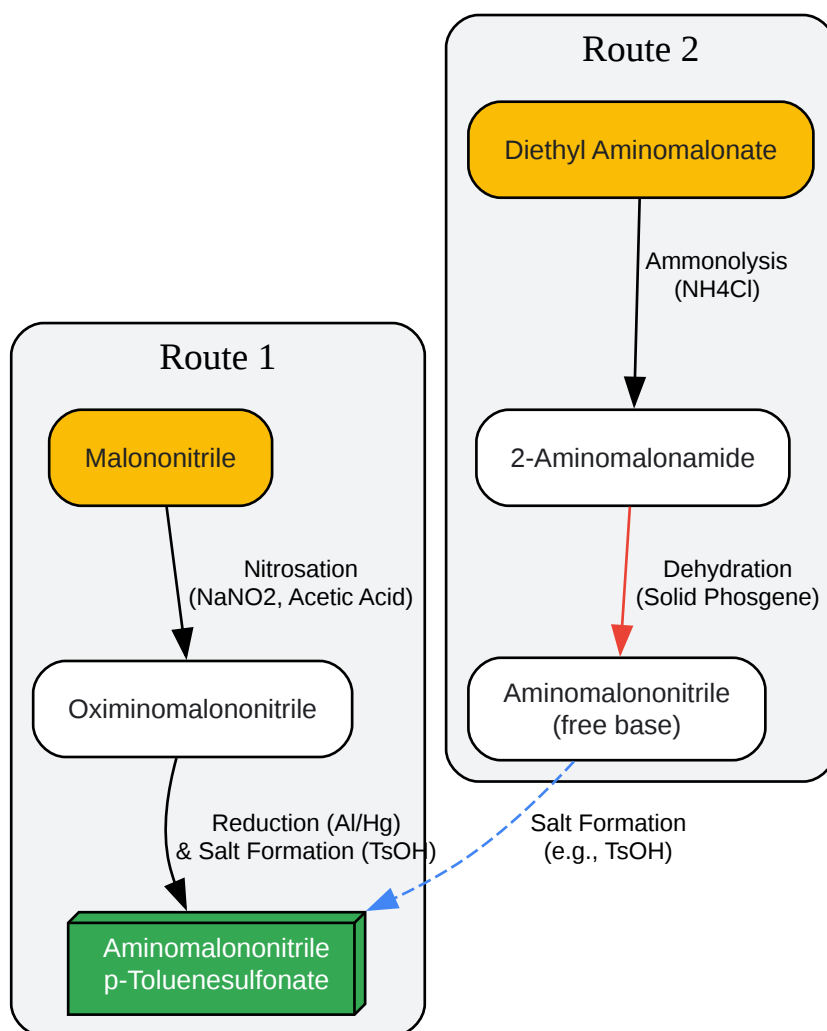 Route 2
Diethyl Aminomalonate
Ammonolysis
(NH4Cl)
2-Aminomalonamide
Dehydration
(Solid Phosgene)
Aminomalononitrile
(free base)
Salt Formation
(e.g., TsOH)
Route 1
Malononitrile
Nitrosation
(NaNO2, Acetic Acid)
Oximinomalononitrile
Reduction (Al/Hg)
& Salt Formation (TsOH)
Aminomalononitrile
p-Toluenesulfonate